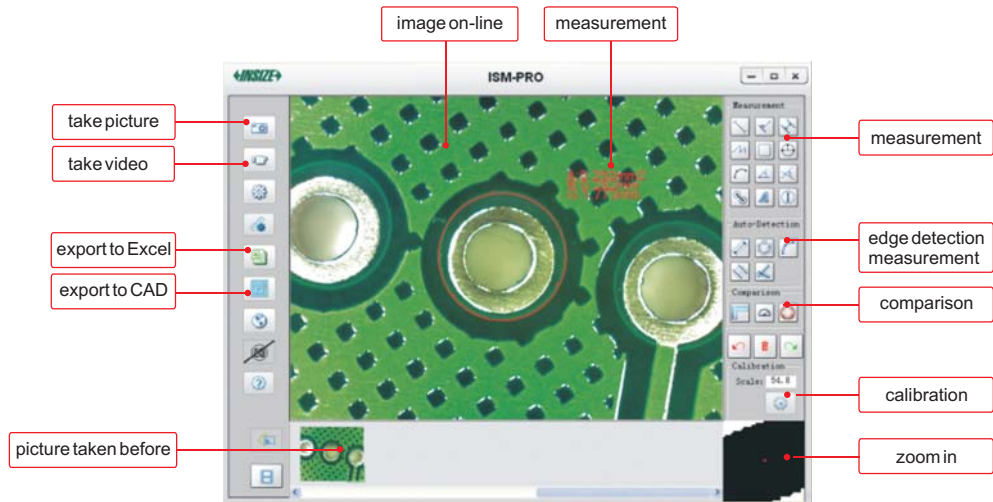 image on-line
measurement
INSIZE
ISM-PRO
take picture
take video
export to Excel
export to CAD
picture taken before
Measurement
measurement
Auto-Detection
edge detection
measurement
Comparison
comparison
Calibration
Scale: 54.8
calibration
zoom in